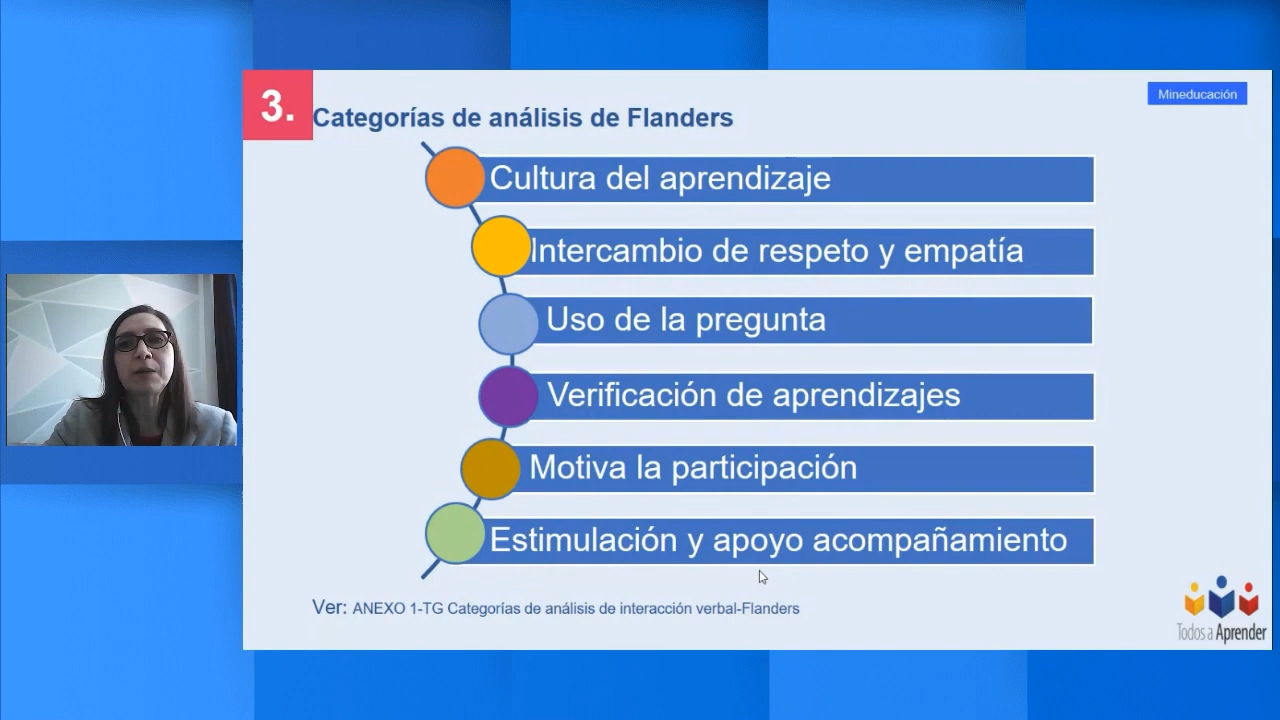 3.
Categorías de análisis de Flanders
Mineducación
Cultura del aprendizaje
Intercambio de respeto y empatía
Uso de la pregunta
Verificación de aprendizajes
Motiva la participación
Estimulación y apoyo acompañamiento
Ver: ANEXO 1-TG Categorías de análisis de interacción verbal-Flanders
Todos a Aprender